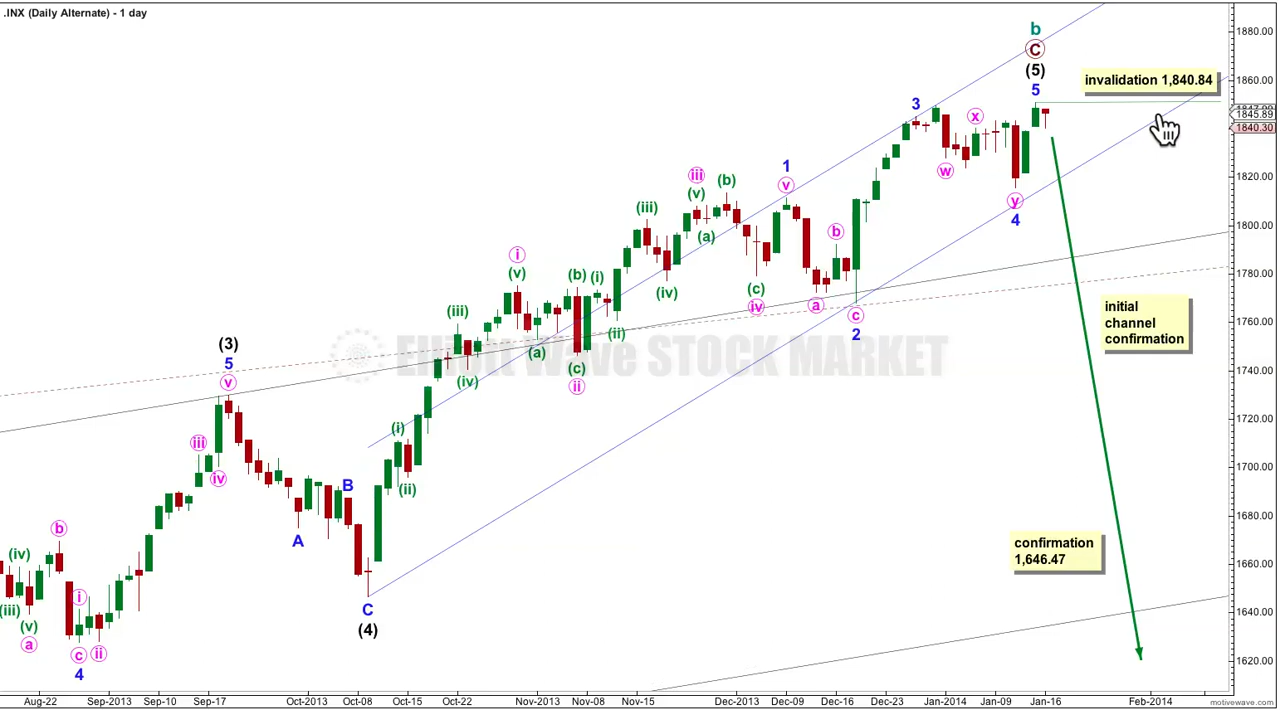 .INX (Daily Alternate) - 1 day
b
C
(5)
5
invalidation 1,840.84
1880.00
1860.00
1845.89
1840.30
1820.00
1800.00
1780.00
1760.00
1740.00
1720.00
1700.00
1680.00
1660.00
1640.00
1620.00
3
x
w
y
4
1
v
iii
(v)
(b)
(iii)
(a)
b
i
(v)
(b)
(i)
(iv)
(c)
iv
a
c
2
(iii)
(ii)
(a)
(iv)
(c)
ii
initial
channel
confirmation
STOCK MARKET
(3)
5
v
iii
iv
(i)
(ii)
B
A
C
(4)
b
(iv)
i
(iii)
(v)
a
c
ii
4
confirmation
1,646.47
Aug-22
Sep-2013
Sep-10
Sep-17
Oct-2013
Oct-08
Oct-15
Oct-22
Nov-2013
Nov-08
Nov-15
Dec-2013
Dec-09
Dec-16
Dec-23
Jan-2014
Jan-09
Jan-16
Feb-2014
motivewave.com